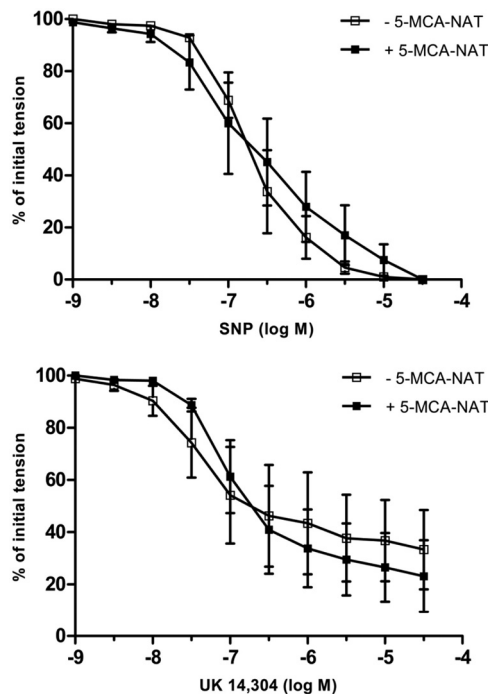 - 5-MCA-NAT
+ 5-MCA-NAT
% of initial tension
100
80
60
40
20
0
-9 -8 -7 -6 -5 -4
SNP (log M)
- 5-MCA-NAT
+ 5-MCA-NAT
% of initial tension
100
80
60
40
20
0
-9 -8 -7 -6 -5 -4
UK 14,304 (log M)